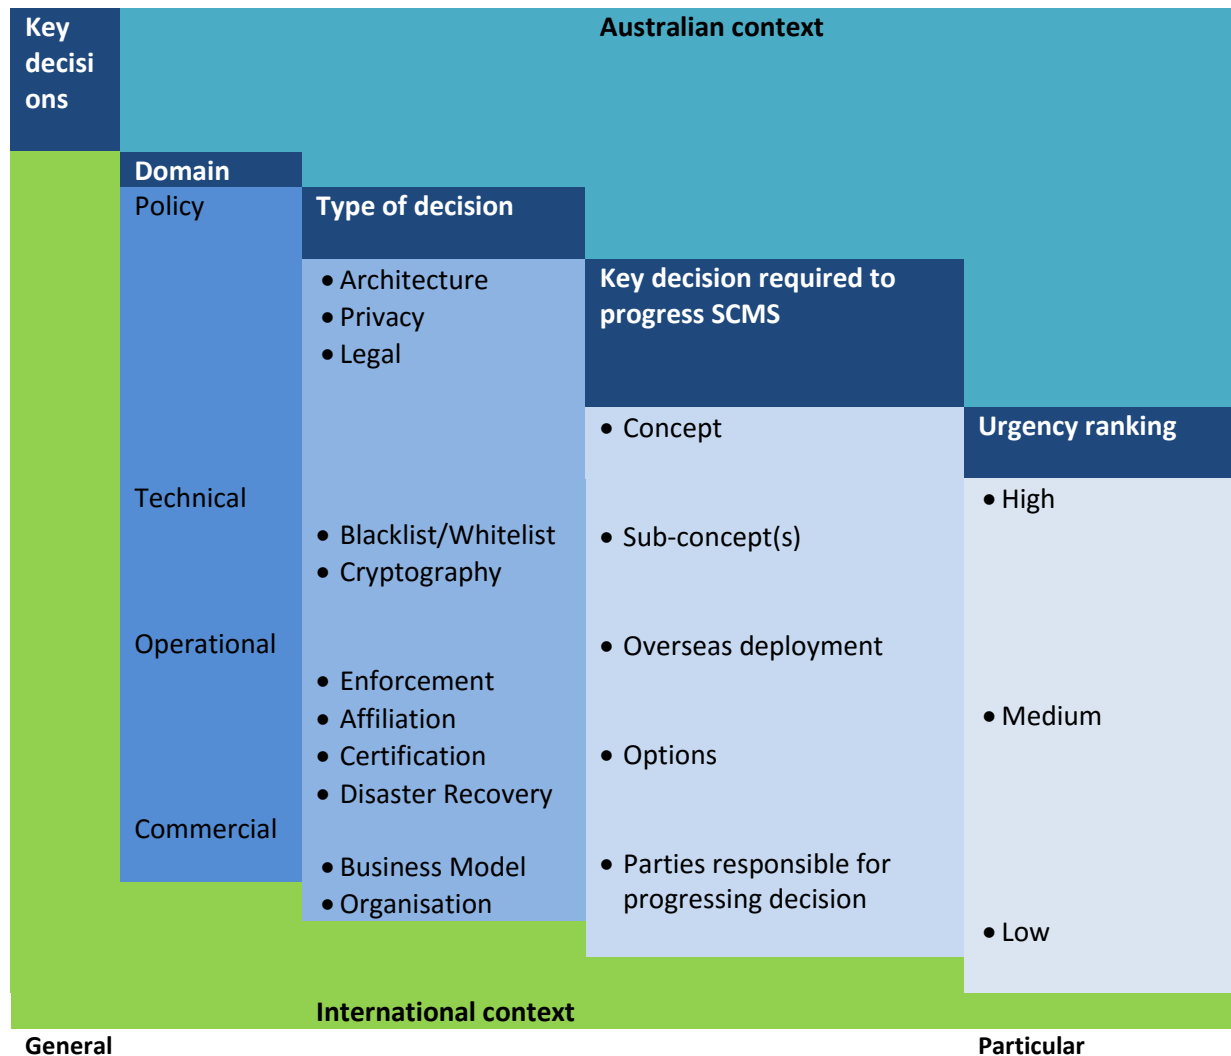 Key
decisi
ons
Australian context
Domain
Policy
Technical
Operational
Commercial
Type of decision
• Architecture
• Privacy
• Legal
• Blacklist/Whitelist
• Cryptography
• Enforcement
• Affiliation
• Certification
• Disaster Recovery
• Business Model
• Organisation
Key decision required to
progress SCMS
• Concept
• Sub-concept(s)
• Overseas deployment
• Options
• Parties responsible for
progressing decision
Urgency ranking
• High
• Medium
• Low
International context
General
Particular